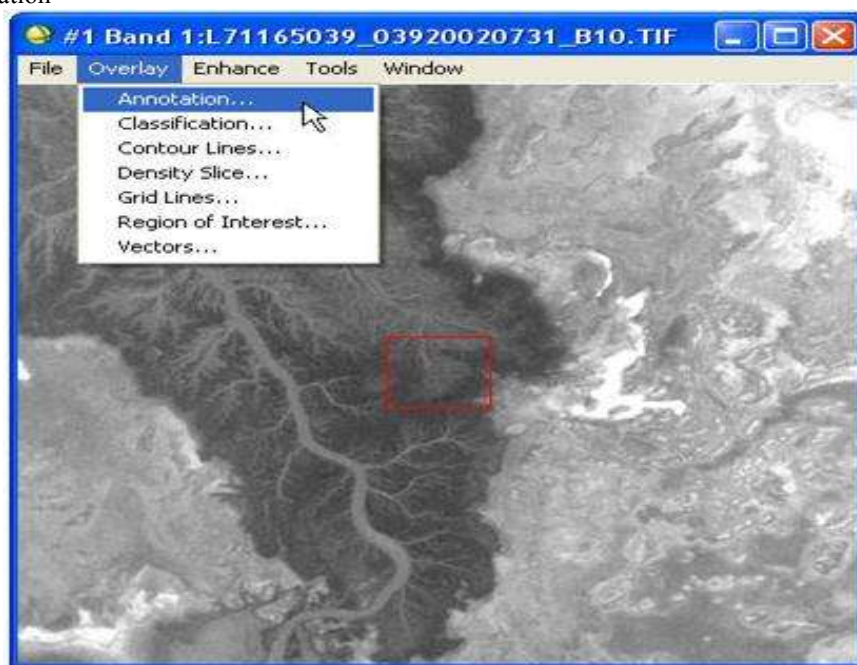 ation
#1 Band 1:L71165039_03920020731_B10.TIF
File Overlay Enhance Tools Window
Annotation...
Classification...
Contour Lines...
Density Slice...
Grid Lines...
Region of Interest...
Vectors...